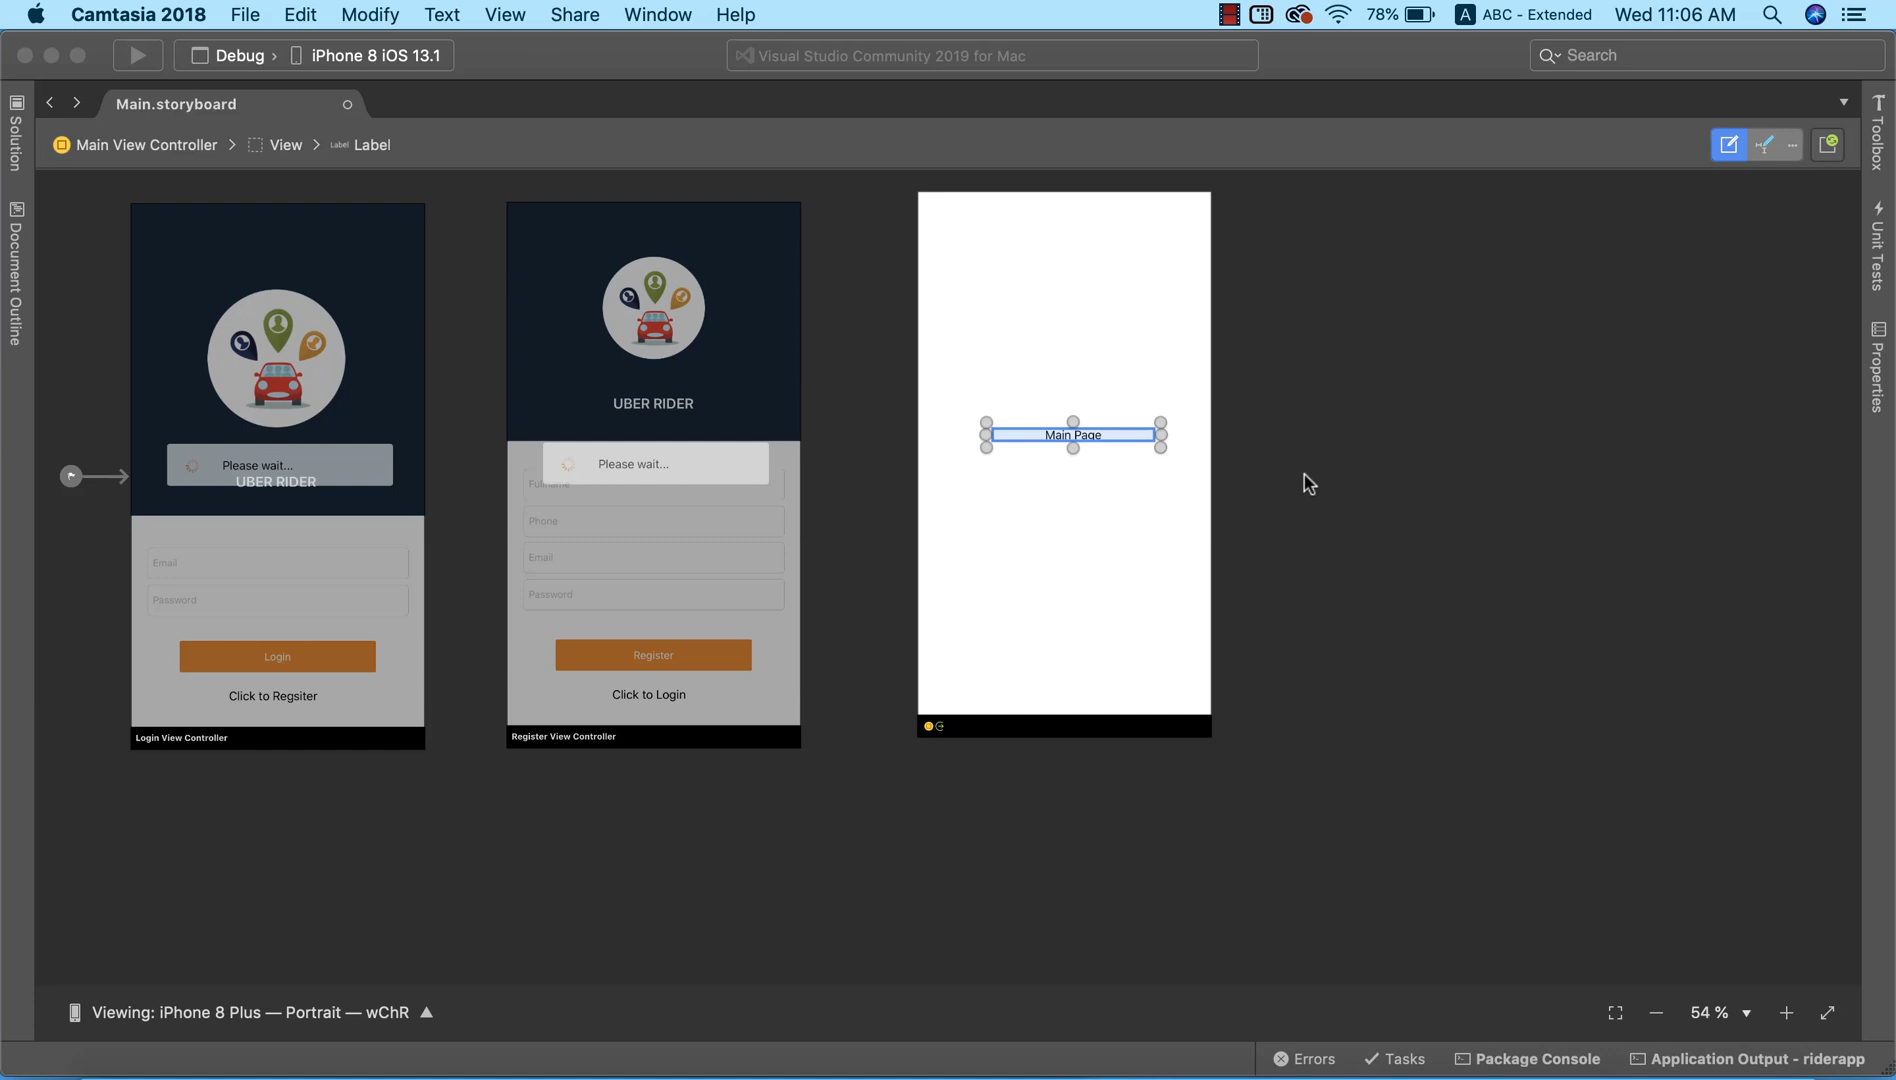 Camtasia 2018 File Edit Modify Text View Share Window Help 78% A ABC - Extended Wed 11:06 AM
Debug › iPhone 8 iOS 13.1 Visual Studio Community 2019 for Mac Search
Main.storyboard
Main View Controller View Label Label
Solution
Document Outline
Toolbox
Unit Tests
Properties
UBER RIDER
Please wait...
UBER RIDER
Email
Password
Login
Click to Regsiter
Login View Controller
Please wait...
Fullname
Phone
Email
Password
Register
Click to Login
Register View Controller
Main Page
Viewing: iPhone 8 Plus — Portrait — wChR
54 %
Errors Tasks Package Console Application Output - riderapp